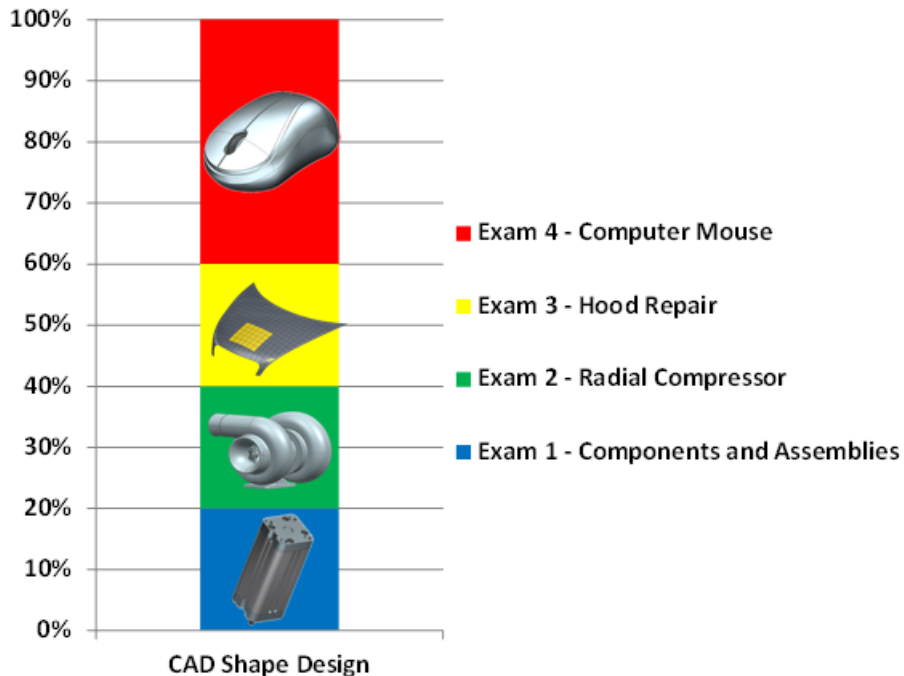 100%
90%
80%
70%
60%
50%
40%
30%
20%
10%
0%
CAD Shape Design
Exam 4 - Computer Mouse
Exam 3 - Hood Repair
Exam 2 - Radial Compressor
Exam 1 - Components and Assemblies